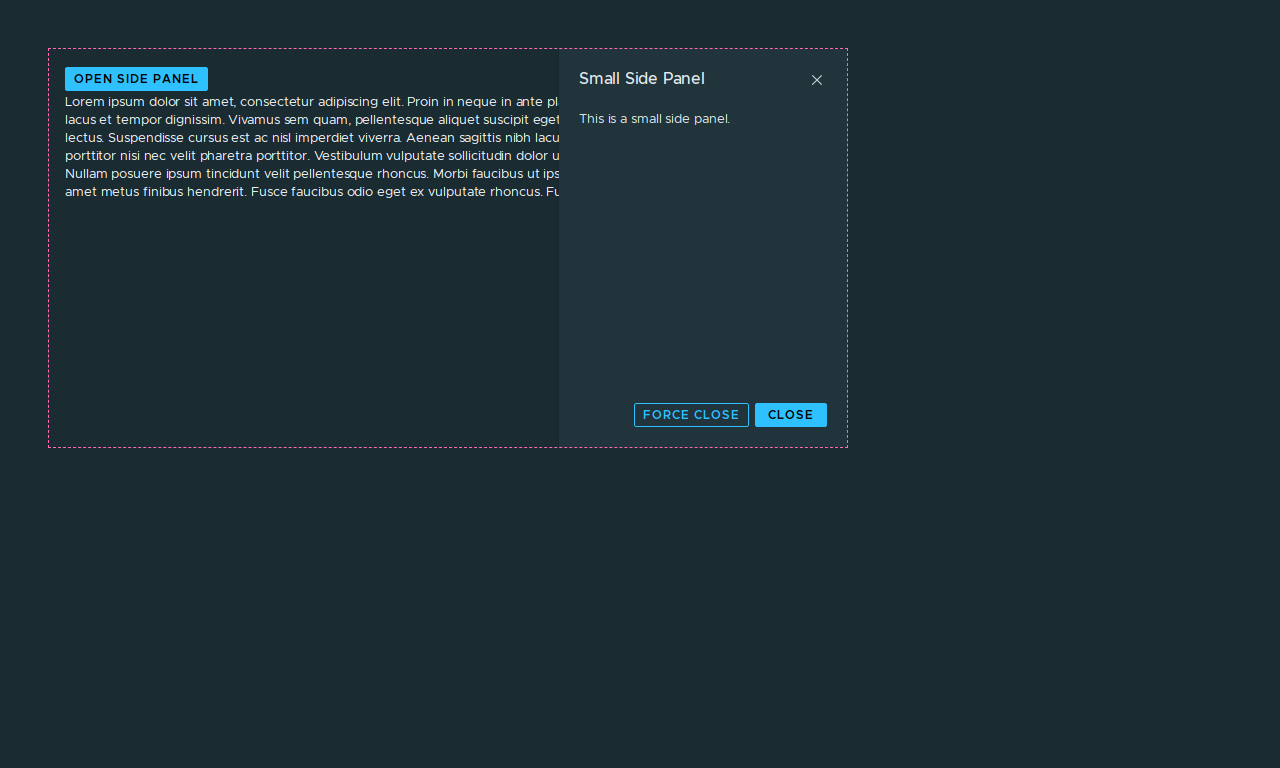 OPEN SIDE PANEL
Lorem ipsum dolor sit amet, consectetur adipiscing elit. Proin in neque in ante
lacus et tempor dignissim. Vivamus sem quam, pellentesque aliquet suscipit eget
lectus. Suspendisse cursus est ac nisl imperdiet viverra. Aenean sagittis nibh
porttitor nisi nec velit pharetra porttitor. Vestibulum vulputate sollicitudin dolor
Nullam posuere ipsum tincidunt velit pellentesque rhoncus. Morbi faucibus ut
amet metus finibus hendrerit. Fusce faucibus odio eget ex vulputate rhoncus.
Small Side Panel
This is a small side panel.
FORCE CLOSE
CLOSE